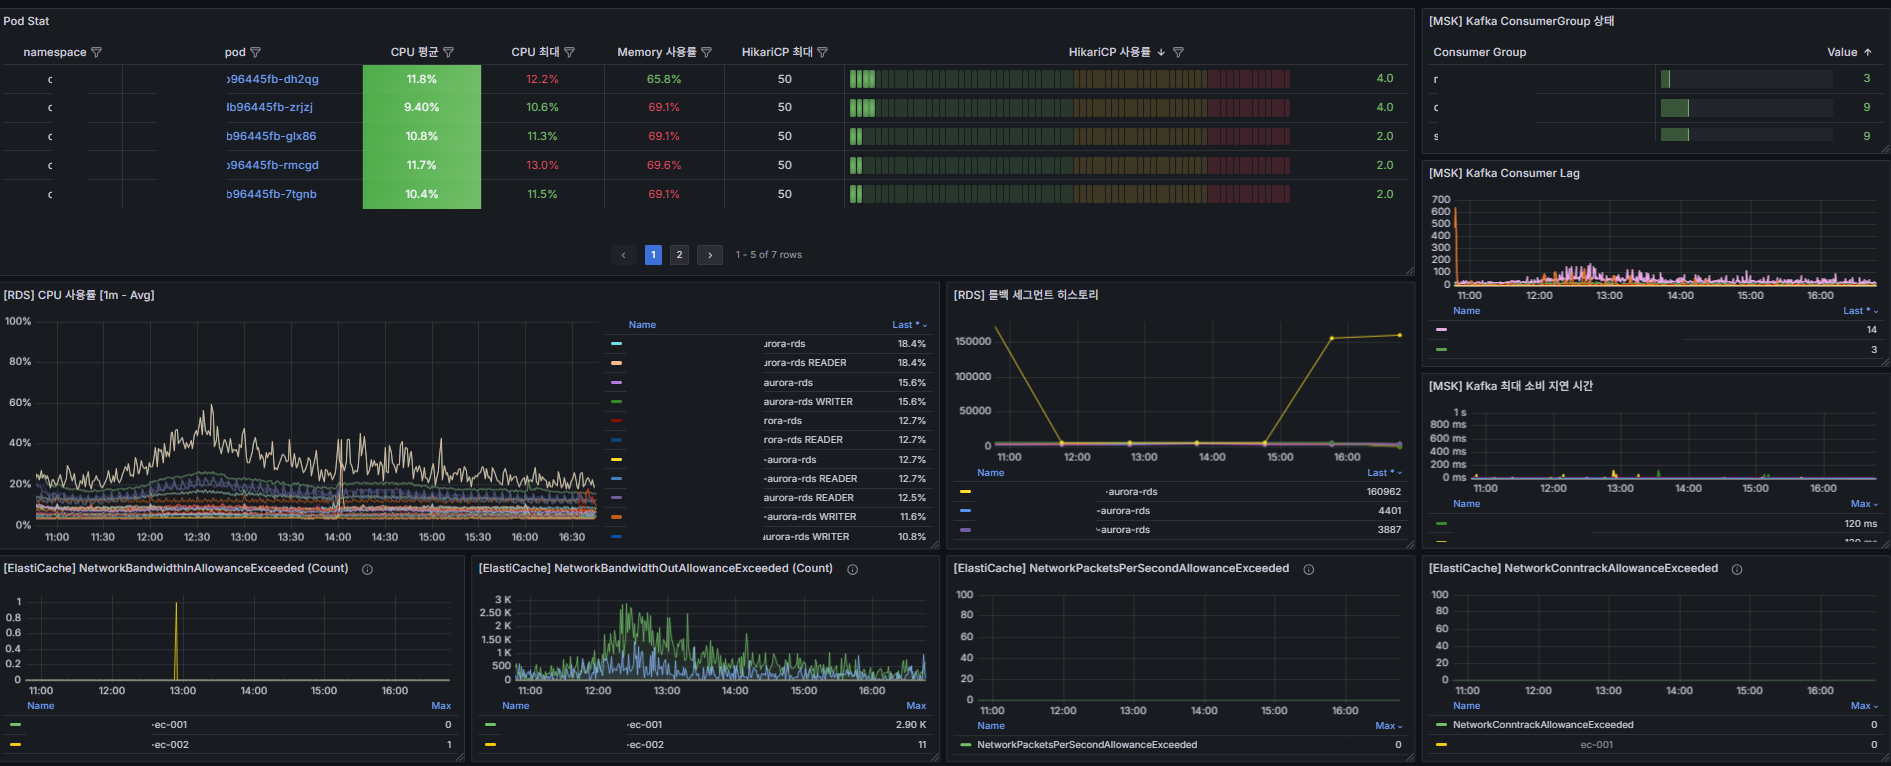 Pod Stat
namespace pod CPU 평균 CPU 최대 Memory 사용률 HikariCP 최대 HikariCP 사용률
b96445fb-dh2qg 11.8% 12.2% 65.8% 50 4.0
b96445fb-zrjzj 9.40% 10.6% 69.1% 50 4.0
b96445fb-glx86 10.8% 11.3% 69.1% 50 2.0
b96445fb-rmcgd 11.7% 13.0% 69.6% 50 2.0
b96445fb-7tgnb 10.4% 11.5% 69.1% 50 2.0
1 2 1 - 5 of 7 rows
[MSK] Kafka ConsumerGroup 상태
Consumer Group Value
3
9
9
[MSK] Kafka Consumer Lag
700
600
500
400
300
200
100
0
11:00 12:00 13:00 14:00 15:00 16:00
Name Last *
14
3
[RDS] CPU 사용률 [1m - Avg]
100%
80%
60%
40%
20%
0%
11:00 11:30 12:00 12:30 13:00 13:30 14:00 14:30 15:00 15:30 16:00 16:30
Name Last *
urora-rds 18.4%
urora-rds READER 18.4%
aurora-rds 15.6%
aurora-rds WRITER 15.6%
rora-rds 12.7%
rora-rds READER 12.7%
-aurora-rds 12.7%
-aurora-rds READER 12.7%
aurora-rds READER 12.5%
-aurora-rds WRITER 11.6%
urora-rds WRITER 10.8%
[RDS] 롤백 세그먼트 히스토리
150000
100000
50000
0
11:00 12:00 13:00 14:00 15:00 16:00
Name Last *
-aurora-rds 160962
-aurora-rds 4401
-aurora-rds 3887
[MSK] Kafka 최대 소비 지연 시간
1 s
800 ms
600 ms
400 ms
200 ms
0 ms
11:00 12:00 13:00 14:00 15:00 16:00
Name Max
120 ms
120 ms
[ElastiCache] NetworkBandwidthInAllowanceExceeded (Count)
1
0.8
0.6
0.4
0.2
0
11:00 12:00 13:00 14:00 15:00 16:00
Name Max
-ec-001 0
-ec-002 1
[ElastiCache] NetworkBandwidthOutAllowanceExceeded (Count)
3 K
2.50 K
2 K
1.50 K
1 K
500
0
11:00 12:00 13:00 14:00 15:00 16:00
Name Max
-ec-001 2.90 K
-ec-002 11
[ElastiCache] NetworkPacketsPerSecondAllowanceExceeded
100
80
60
40
20
0
11:00 12:00 13:00 14:00 15:00 16:00
Name Max
NetworkPacketsPerSecondAllowanceExceeded 0
[ElastiCache] NetworkConntrackAllowanceExceeded
100
80
60
40
20
0
11:00 12:00 13:00 14:00 15:00 16:00
Name Max
NetworkConntrackAllowanceExceeded 0
ec-001 0